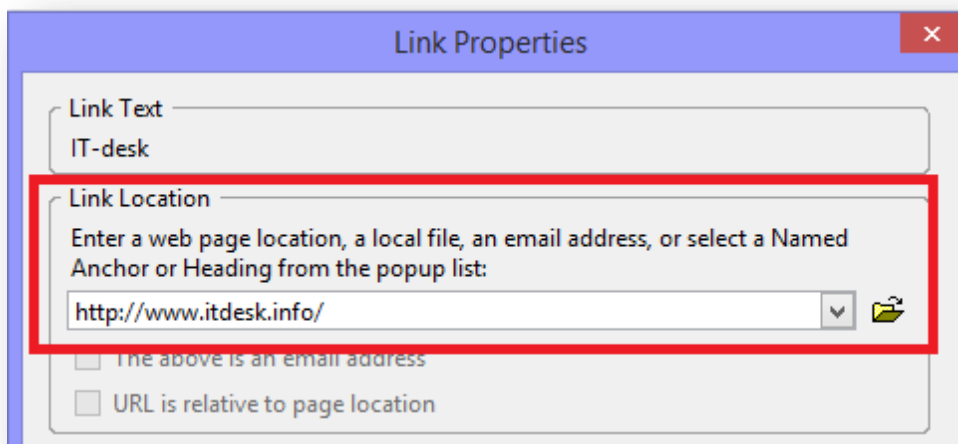 Link Properties
Link Text
IT-desk
Link Location
Enter a web page location, a local file, an email address, or select a Named
Anchor or Heading from the popup list:
http://www.itdesk.info/
The above is an email address
URL is relative to page location